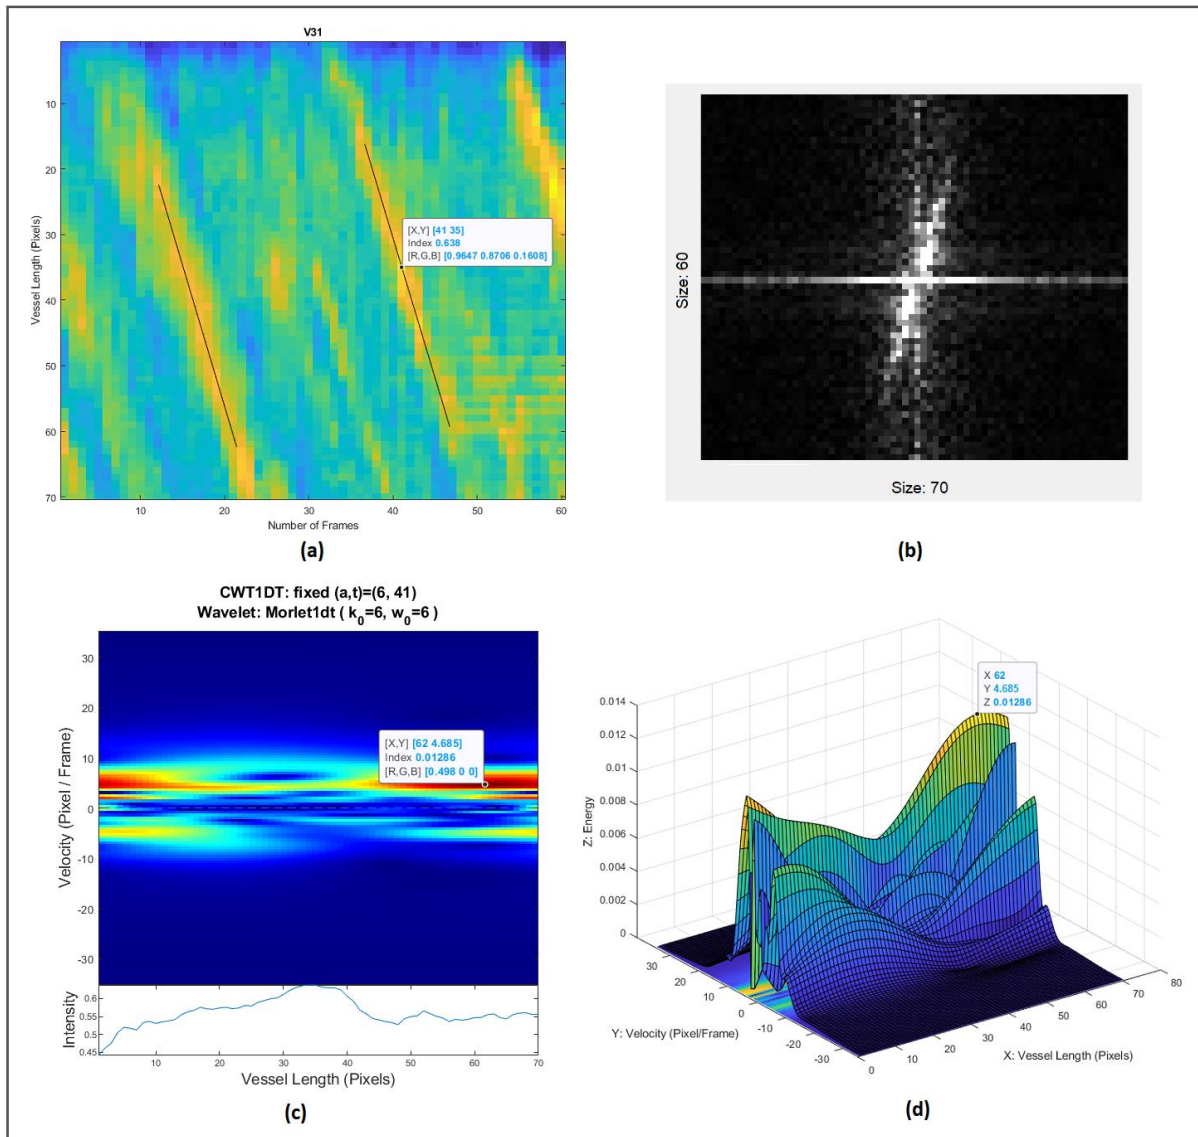 V31
10
20
30
40
50
60
70
Vessel Length (Pixels)
[X,Y] [41 35]
Index 0.638
[R,G,B] [0.9647 0.8706 0.1608]
10
20
30
40
50
60
Number of Frames
(a)
Size: 60
Size: 70
(b)
CWT1DT: fixed (a,t)=(6, 41)
Wavelet: Morlet1dt ( k0=6, w0=6 )
30
20
10
0
-10
-20
-30
Velocity (Pixel / Frame)
[X,Y] [62 4.685]
Index 0.01286
[R,G,B] [0.498 0 0]
0.6
0.55
0.5
0.45
Intensity
10
20
30
40
50
60
70
Vessel Length (Pixels)
(c)
X 62
Y 4.685
Z 0.01286
0.014
0.012
0.01
0.008
0.006
0.004
0.002
0
Z: Energy
30
20
10
0
-10
-20
-30
Y: Velocity (Pixel/Frame)
0
10
20
30
40
50
60
70
80
X: Vessel Length (Pixels)
(d)